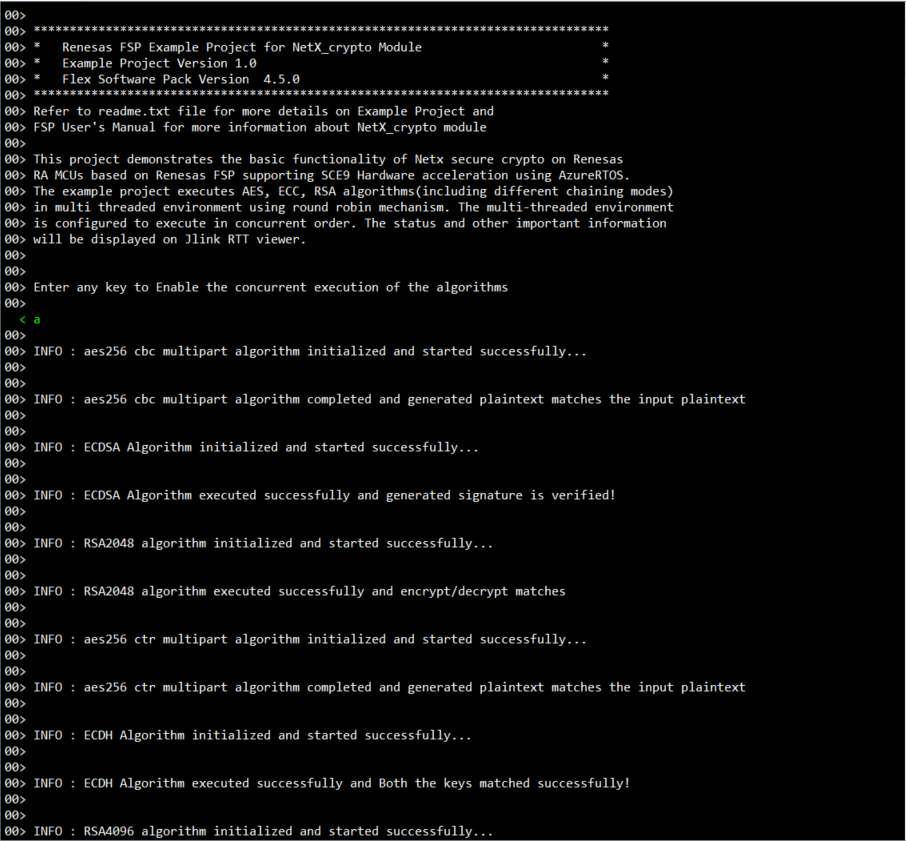 00>
00> ********************************************************************************
00> *   Renesas FSP Example Project for NetX_crypto Module                         *
00> *   Example Project Version 1.0                                                *
00> *   Flex Software Pack Version  4.5.0                                          *
00> ********************************************************************************
00> Refer to readme.txt file for more details on Example Project and
00> FSP User's Manual for more information about NetX_crypto module
00>
00> This project demonstrates the basic functionality of Netx secure crypto on Renesas
00> RA MCUs based on Renesas FSP supporting SCE9 Hardware acceleration using AzureRTOS.
00> The example project executes AES, ECC, RSA algorithms(including different chaining modes)
00> in multi threaded environment using round robin mechanism. The multi-threaded environment
00> is configured to execute in concurrent order. The status and other important information
00> will be displayed on Jlink RTT viewer.
00>
00>
00> Enter any key to Enable the concurrent execution of the algorithms
00>
< a
00>
00> INFO : aes256 cbc multipart algorithm initialized and started successfully...
00>
00>
00> INFO : aes256 cbc multipart algorithm completed and generated plaintext matches the input plaintext
00>
00>
00> INFO : ECDSA Algorithm initialized and started successfully...
00>
00>
00> INFO : ECDSA Algorithm executed successfully and generated signature is verified!
00>
00>
00> INFO : RSA2048 algorithm initialized and started successfully...
00>
00>
00> INFO : RSA2048 algorithm executed successfully and encrypt/decrypt matches
00>
00>
00> INFO : aes256 ctr multipart algorithm initialized and started successfully...
00>
00>
00> INFO : aes256 ctr multipart algorithm completed and generated plaintext matches the input plaintext
00>
00>
00> INFO : ECDH Algorithm initialized and started successfully...
00>
00>
00> INFO : ECDH Algorithm executed successfully and Both the keys matched successfully!
00>
00>
00> INFO : RSA4096 algorithm initialized and started successfully...